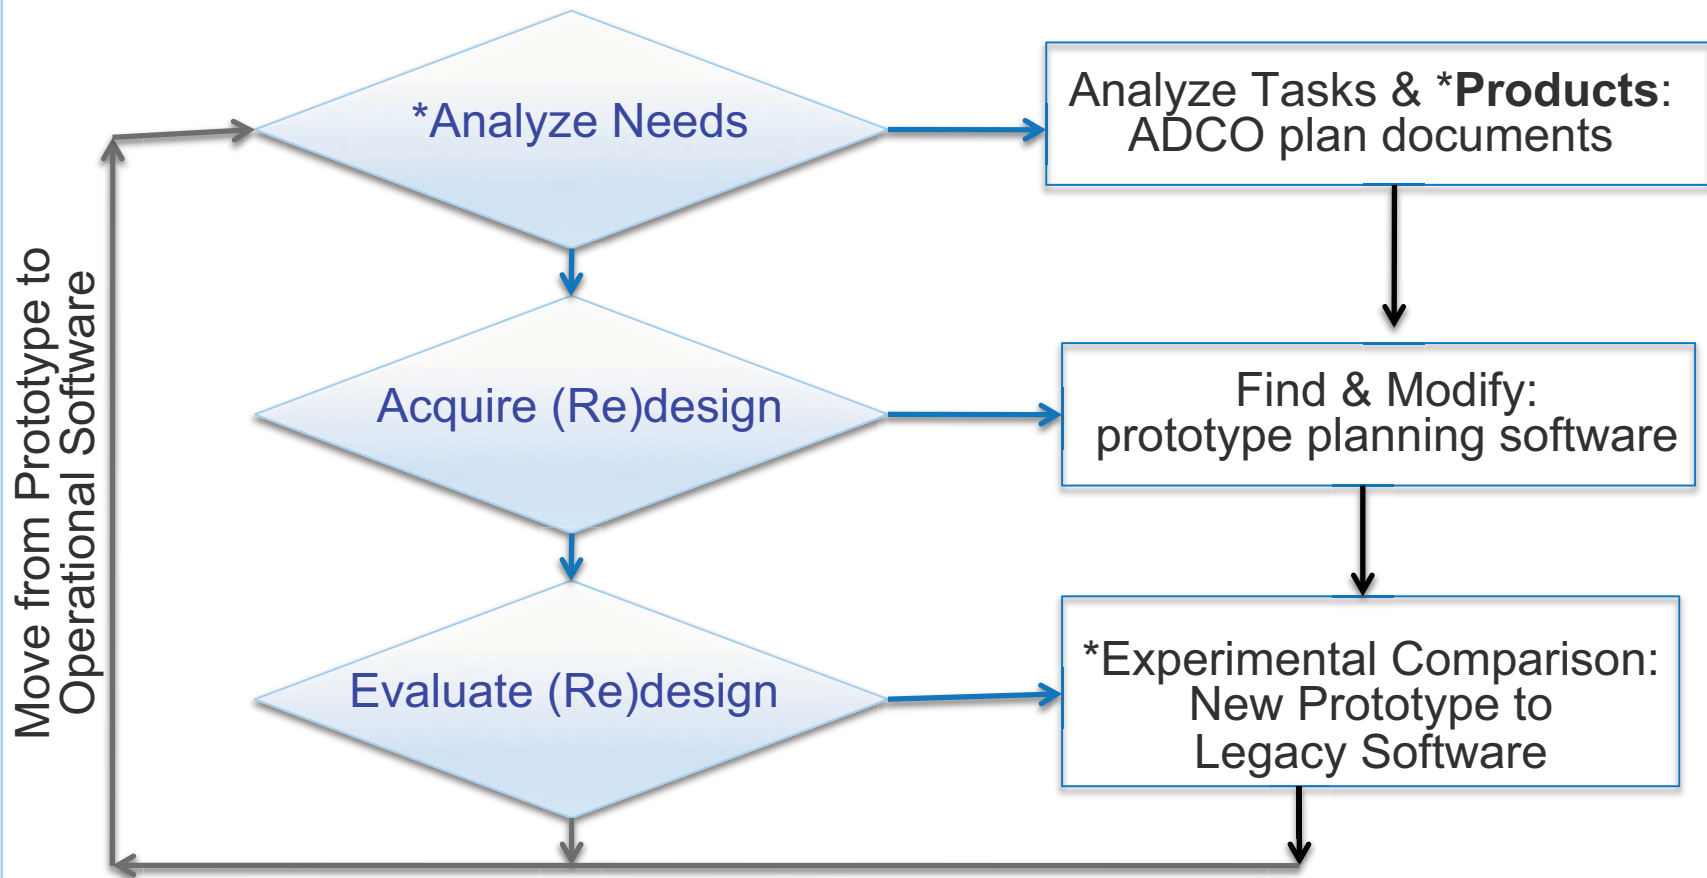 *Analyze Needs
Analyze Tasks & *Products:
ADCO plan documents
Acquire (Re)design
Find & Modify:
prototype planning software
Evaluate (Re)design
*Experimental Comparison:
New Prototype to
Legacy Software
Move from Prototype to
Operational Software